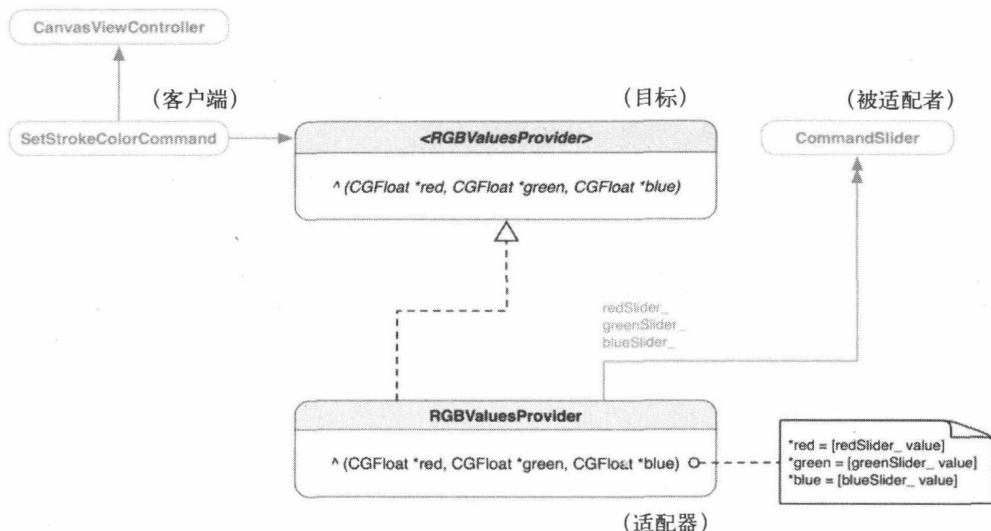 CanvasViewController
(客户端)
(目标)
(被适配者)
SetStrokeColorCommand
<RGBValuesProvider>
CommandSlider
^ (CGFloat *red, CGFloat *green, CGFloat *blue)
redSlider_
greenSlider_
blueSlider_
RGBValuesProvider
^ (CGFloat *red, CGFloat *green, CGFloat *blue)
*red = [redSlider_ value]
*green = [greenSlider_ value]
*blue = [blueSlider_ value]
(适配器)